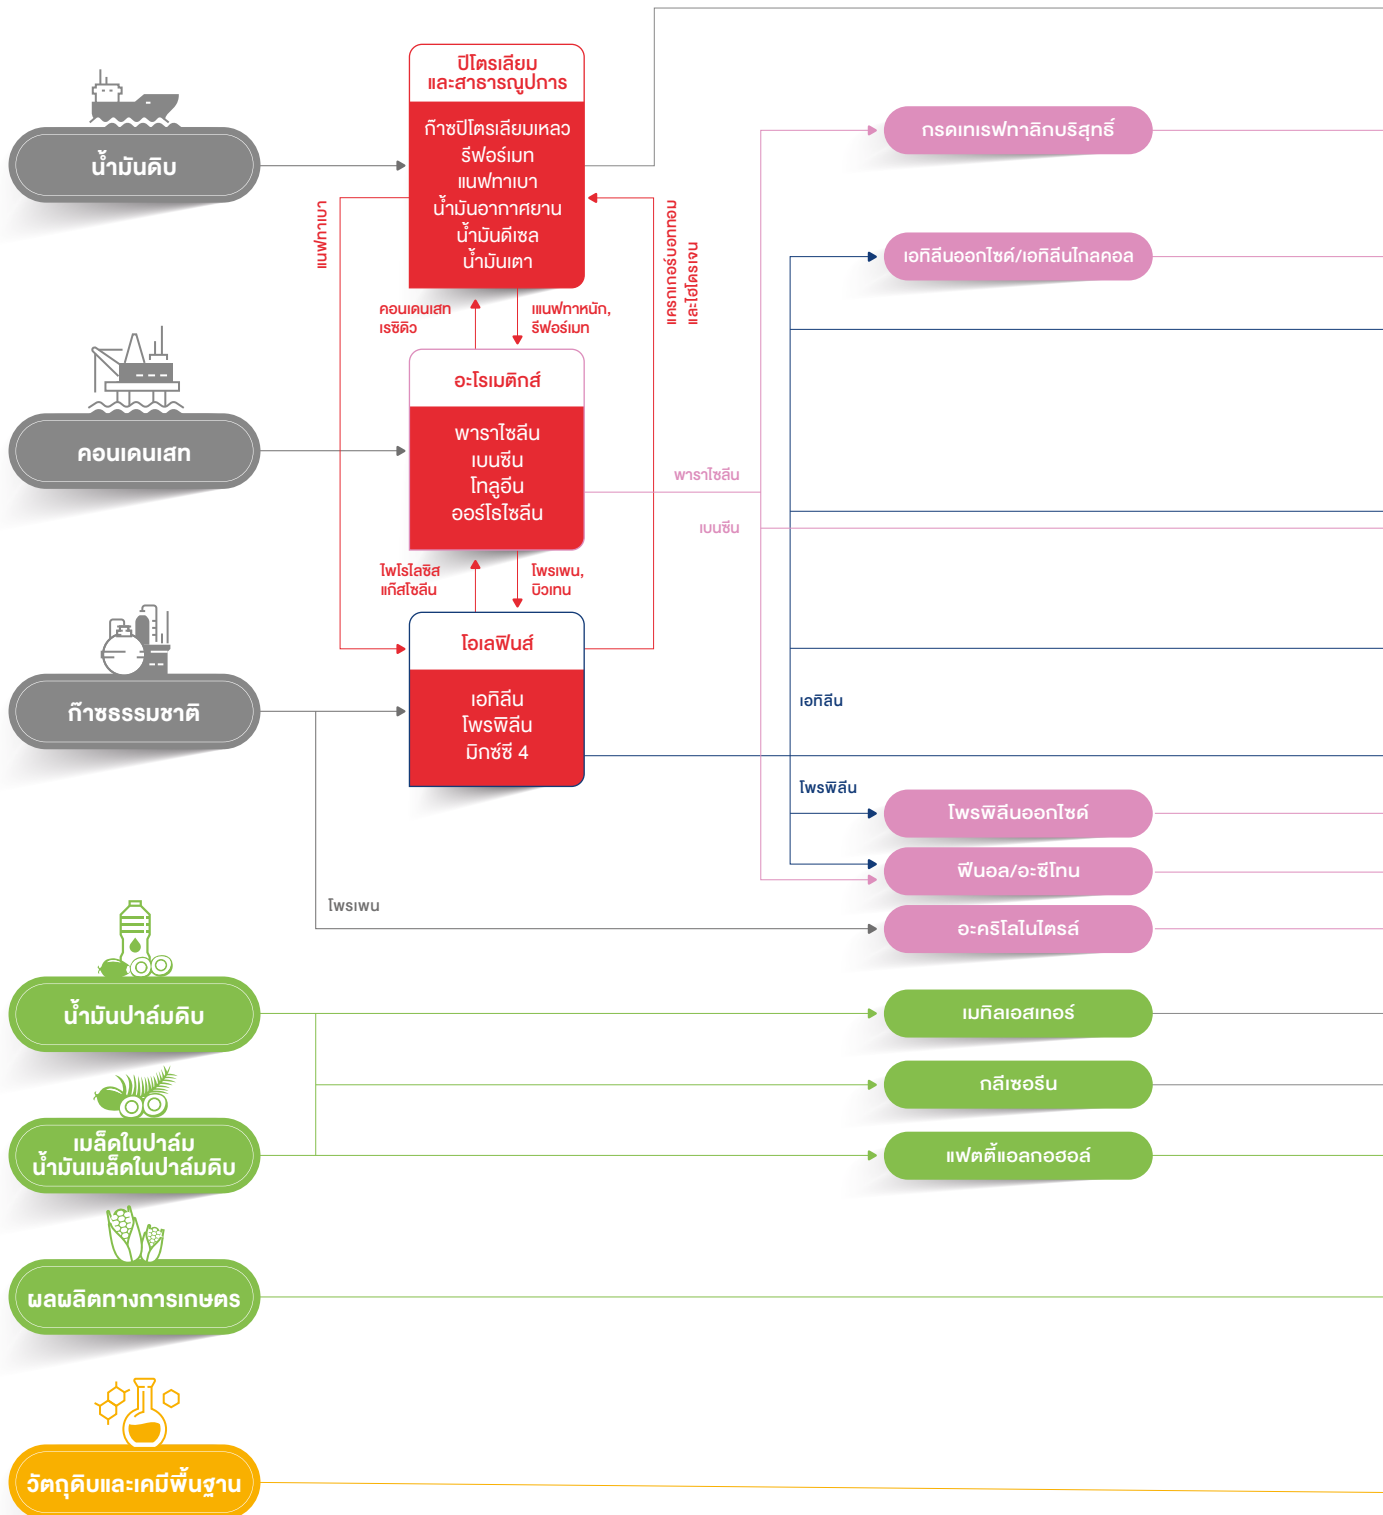 น้ำมันดิบ
ปิโตรเลียม
และสาธารณูปการ
ก๊าซปิโตรเลียมเหลว
รีฟอร์เมท
แนฟทาเบา
น้ำมันอากาศยาน
น้ำมันดีเซล
น้ำมันเตา
กรดเทเรฟทาลิกบริสุทธิ์
แนฟทาเบา
แครกเกอร์บอททอม
และไฮโดรเจน
เอทิลีนออกไซด์/เอทิลีนไกลคอล
คอนเดนเสท
เรซิดิว
แนฟทาหนัก,
รีฟอร์เมท
คอนเดนเสท
อะโรเมติกส์
พาราไซลีน
เบนซีน
โทลูอีน
ออร์โธไซลีน
พาราไซลีน
เบนซีน
ไพโรไลซิส
แก๊สโซลีน
โพรเพน,
บิวเทน
ก๊าซธรรมชาติ
โอเลฟินส์
เอทิลีน
โพรพิลีน
มิกซ์ซี 4
เอทิลีน
โพรพิลีน
โพรพิลีนออกไซด์
ฟีนอล/อะซีโทน
โพรเพน
อะคริโลไนไตรล์
น้ำมันปาล์มดิบ
เมทิลเอสเทอร์
กลีเซอรีน
เมล็ดในปาล์ม
น้ำมันเมล็ดในปาล์มดิบ
แฟตตี้แอลกอฮอล์
ผลผลิตทางการเกษตร
วัตถุดิบและเคมีพื้นฐาน